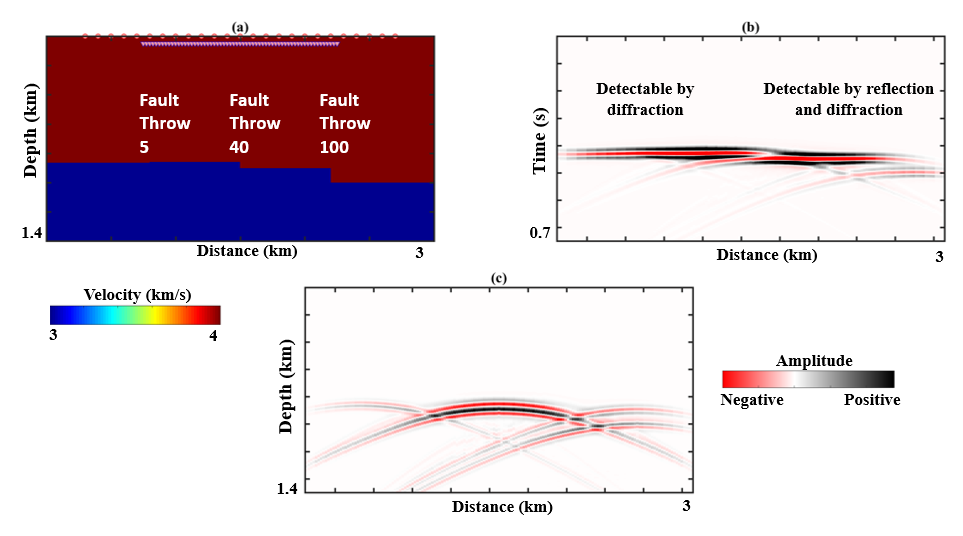 (a)
Depth (km)
Fault
Throw
5
Fault
Throw
40
Fault
Throw
100
1.4
Distance (km)
3
(b)
Time (s)
Detectable by
diffraction
Detectable by reflection
and diffraction
0.7
Distance (km)
3
Velocity (km/s)
3
4
(c)
Depth (km)
1.4
Distance (km)
3
Amplitude
Negative
Positive